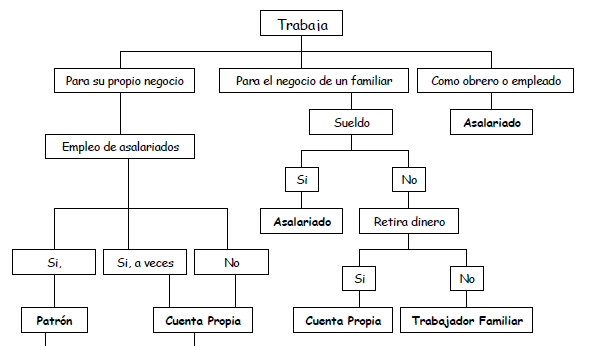 Trabaja
Para su propio negocio
Para el negocio de un familiar
Como obrero o empleado
Sueldo
Asalariado
Empleo de asalariados
Si
No
Asalariado
Retira dinero
Si,
Si, a veces
No
Si
No
Patrón
Cuenta Propia
Cuenta Propia
Trabajador Familiar